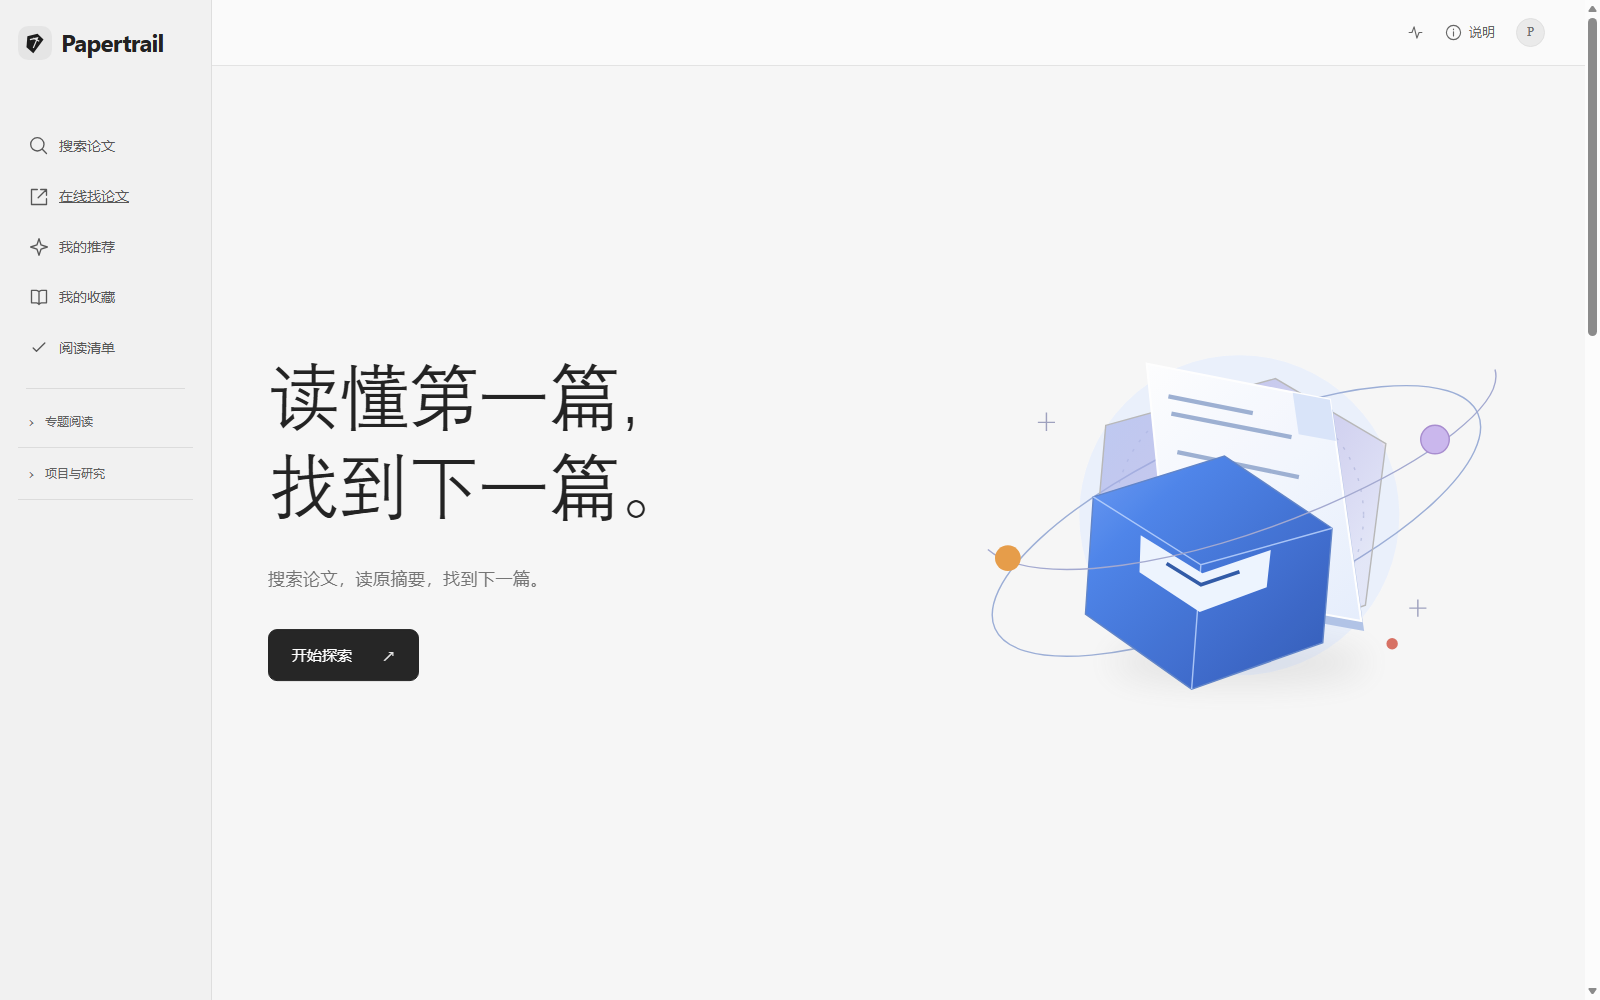 Papertrail
说明
P
搜索论文
在线找论文
我的推荐
我的收藏
阅读清单
专题阅读
项目与研究
读懂第一篇，
找到下一篇。
搜索论文，读原摘要，找到下一篇。
开始探索 ↗